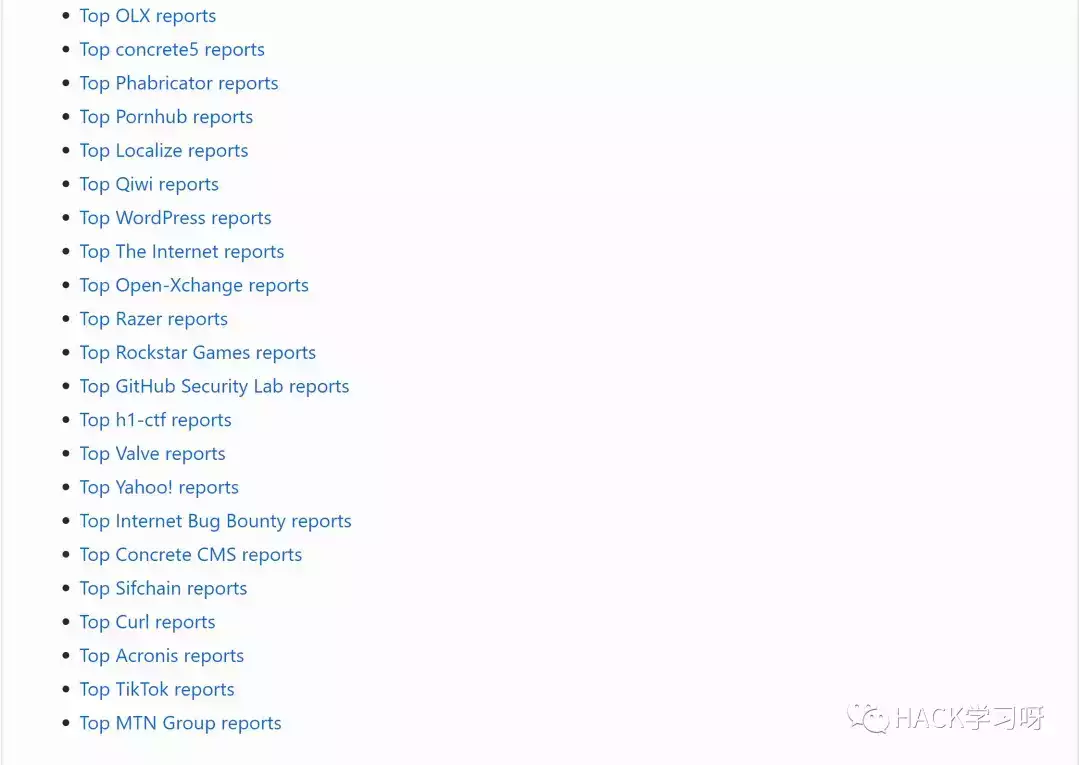 Top OLX reports
Top concrete5 reports
Top Phabricator reports
Top Pornhub reports
Top Localize reports
Top Qiwi reports
Top WordPress reports
Top The Internet reports
Top Open-Xchange reports
Top Razer reports
Top Rockstar Games reports
Top GitHub Security Lab reports
Top h1-ctf reports
Top Valve reports
Top Yahoo! reports
Top Internet Bug Bounty reports
Top Concrete CMS reports
Top Sifchain reports
Top Curl reports
Top Acronis reports
Top TikTok reports
Top MTN Group reports
HACK学习呀